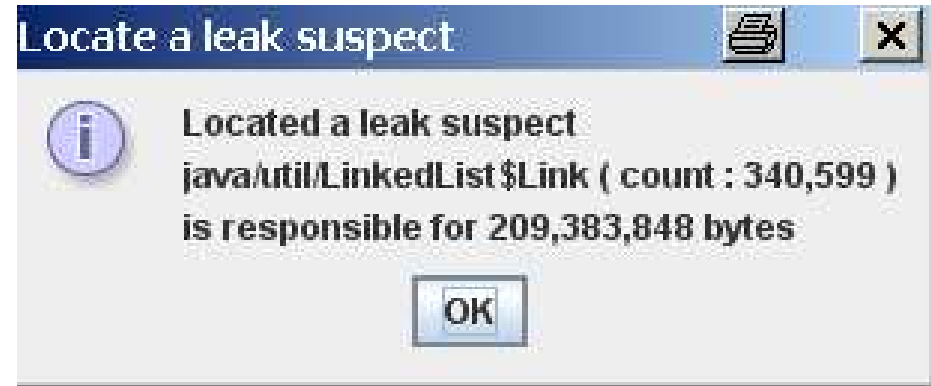 Locate a leak suspect
Located a leak suspect
java/util/LinkedList$Link ( count : 340,599 )
is responsible for 209,383,848 bytes
OK